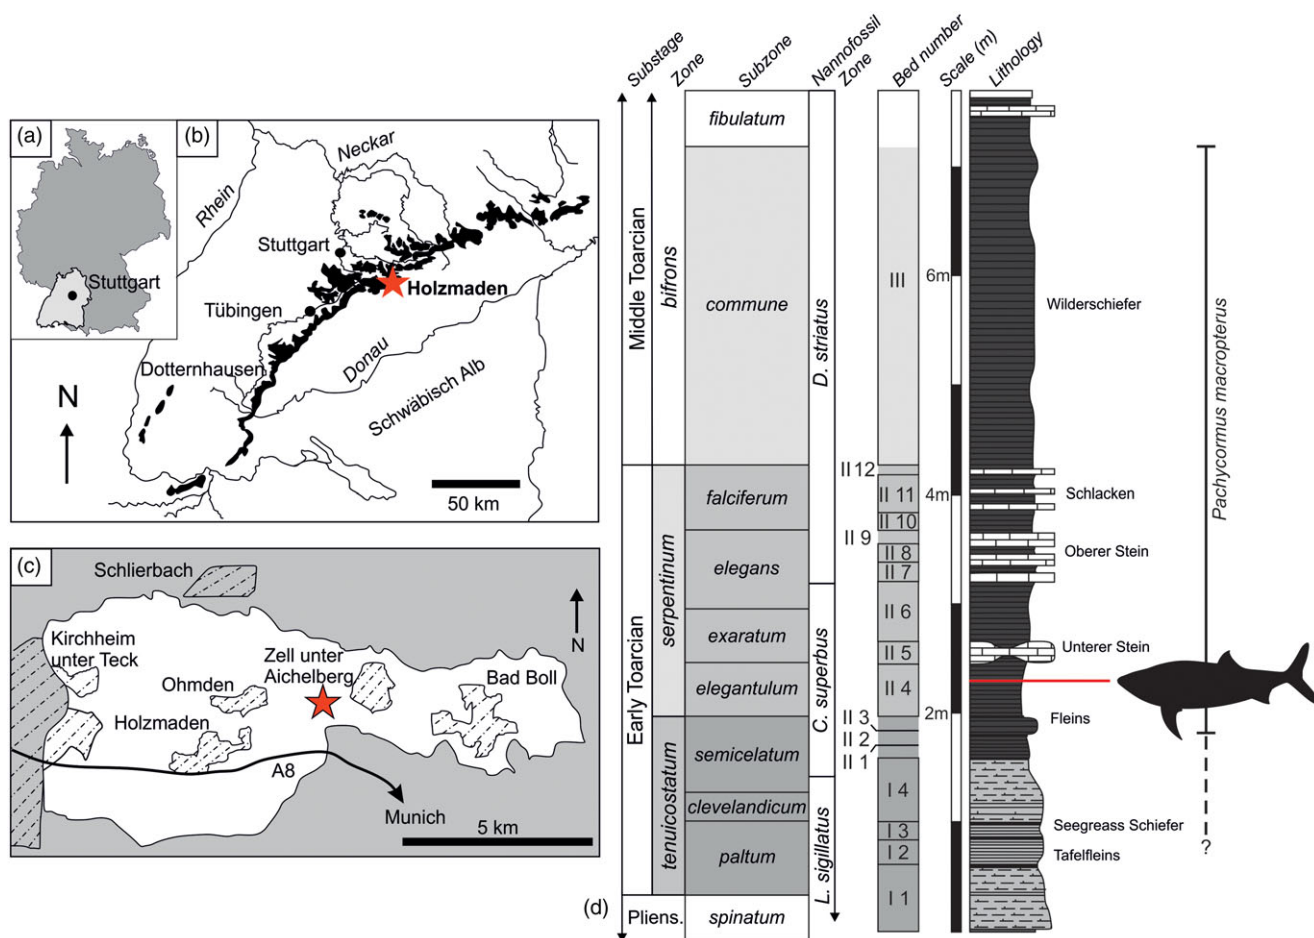 (a)
Stuttgart
(b)
Neckar
Rhein
Stuttgart
Holzmaden
Tübingen
Donau
Dotternhausen
Schwäbisch Alb
N
50 km
(c)
Schlierbach
N
Kirchheim
unter Teck
Zell unter
Aichelberg
Ohmden
Bad Boll
Holzmaden
A8
Munich
5 km
(d)
Substage
Zone
Subzone
Nannofossil
Zone
Bed number
Scale (m)
Lithology
Middle Toarcian
Early Toarcian
Pliens.
bifrons
serpentinum
tenuicostatum
fibulatum
commune
falciferum
elegans
exaratum
elegantulum
semicelatum
clevelandicum
paltum
spinatum
D. striatus
C. superbus
L. sigillatus
III
II 12
II 11
II 10
II 9
II 8
II 7
II 6
II 5
II 4
II 3
II 2
II 1
I 4
I 3
I 2
I 1
6m
4m
2m
Wilderschiefer
Schlacken
Oberer Stein
Unterer Stein
Fleins
Seegreass Schiefer
Tafelfleins
Pachycormus macropterus
?